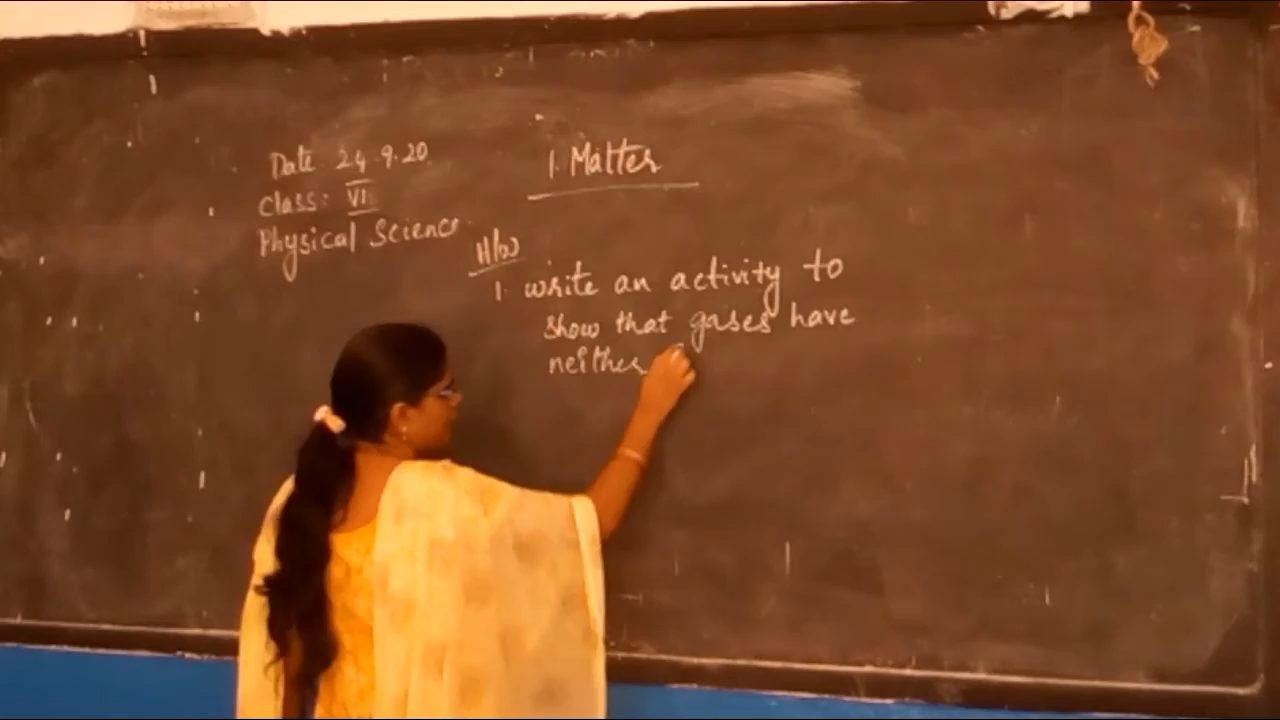 Date: 24.9.20
Class: VI
Physical Science
1. Matter
H/w
1. write an activity to
show that gases have
neither